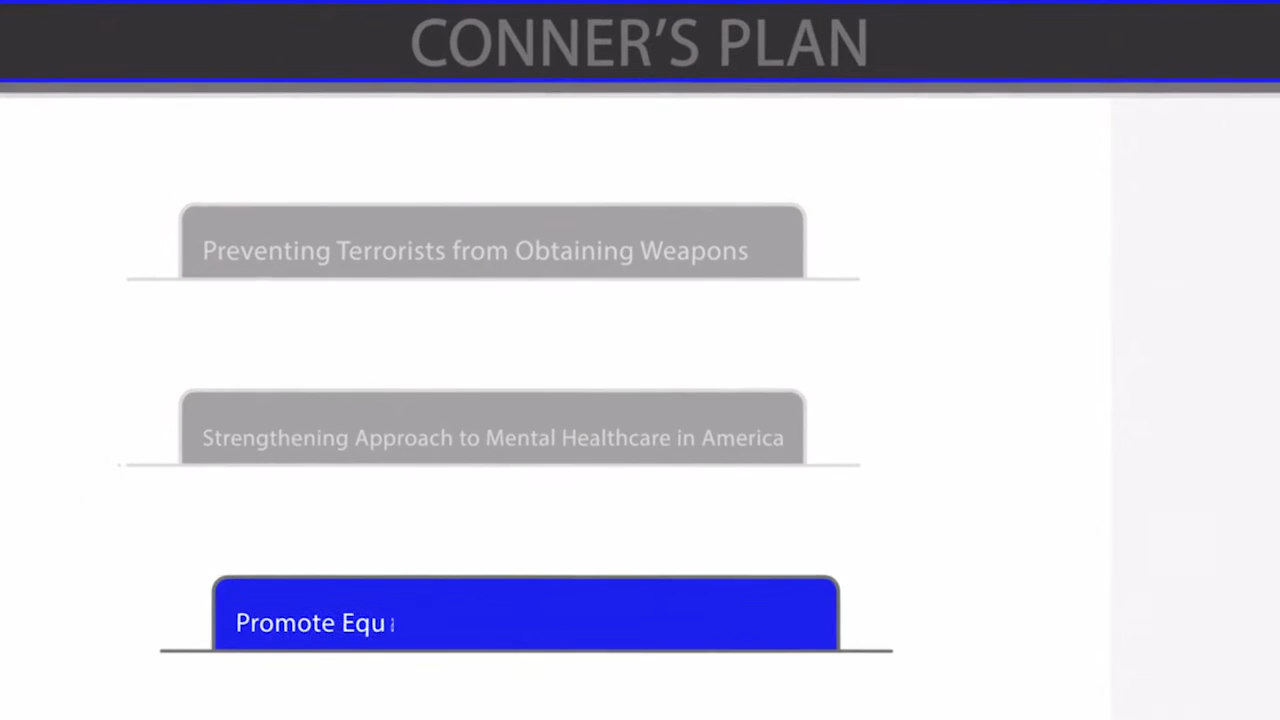 CONNER’S PLAN
Preventing Terrorists from Obtaining Weapons
Strengthening Approach to Mental Healthcare in America
Promote Equ